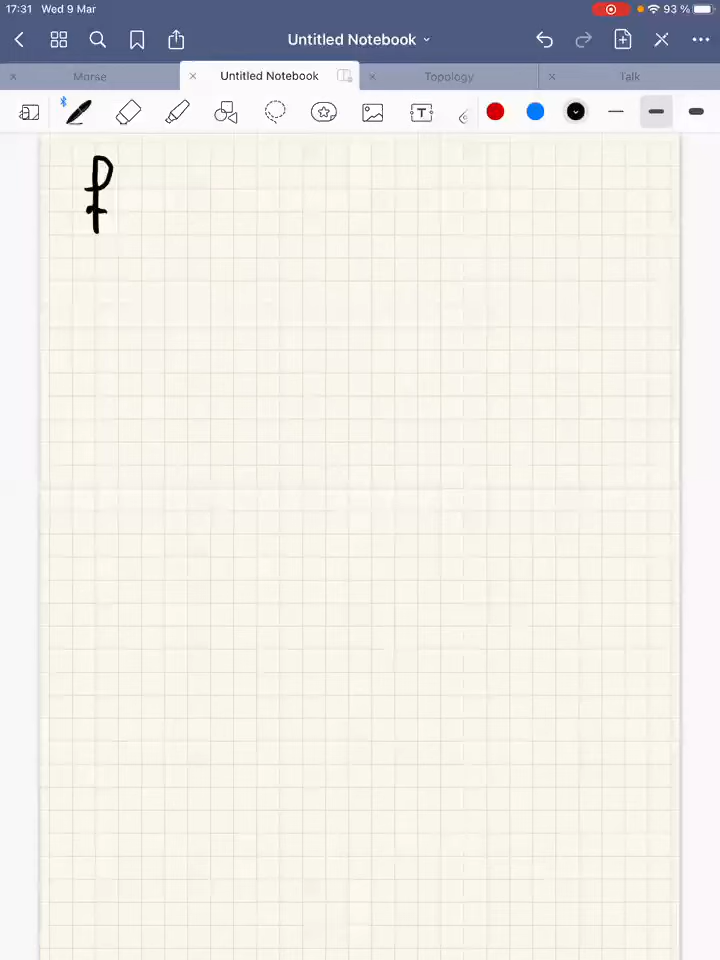 17:31 Wed 9 Mar 93 %
Untitled Notebook
Morse Untitled Notebook Topology Talk
T